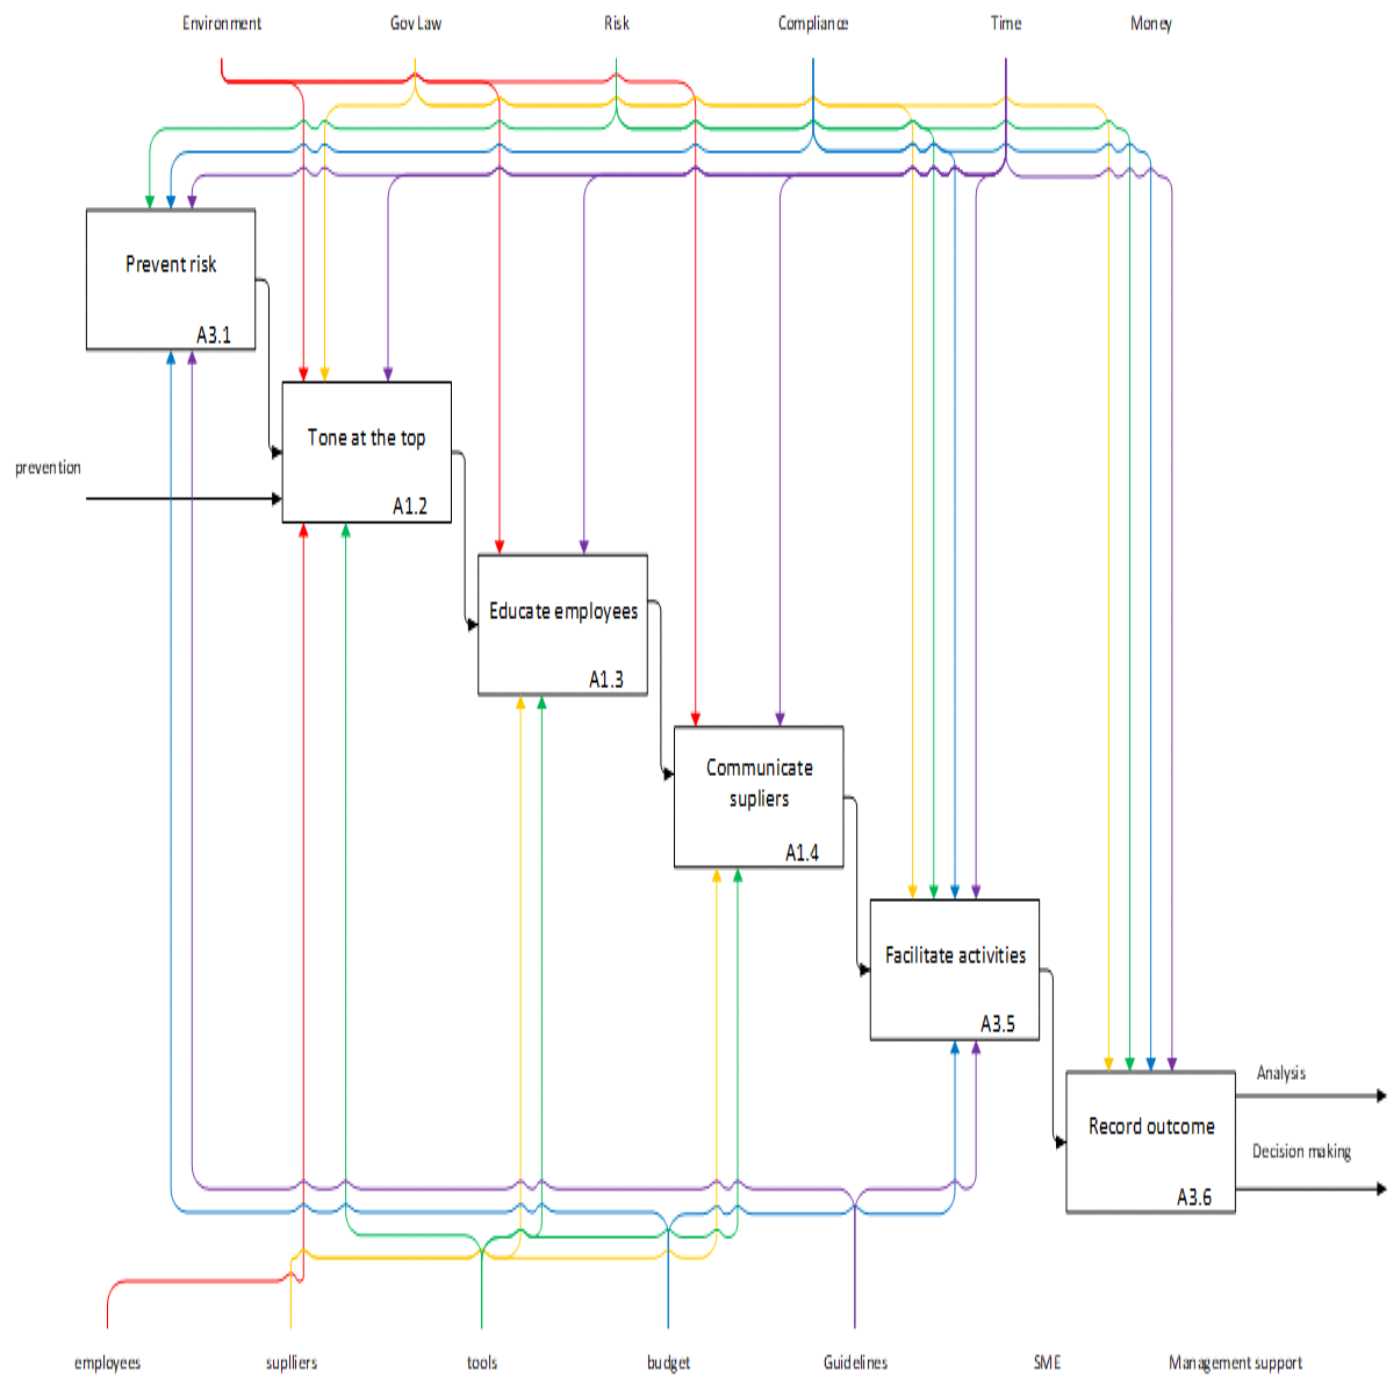 Environment
Gov Law
Risk
Compliance
Time
Money
Prevent risk
A3.1
Tone at the top
A1.2
prevention
Educate employees
A1.3
Communicate
supliers
A1.4
Facilitate activities
A3.5
Record outcome
A3.6
Analysis
Decision making
employees
suplliers
tools
budget
Guidelines
SME
Management support